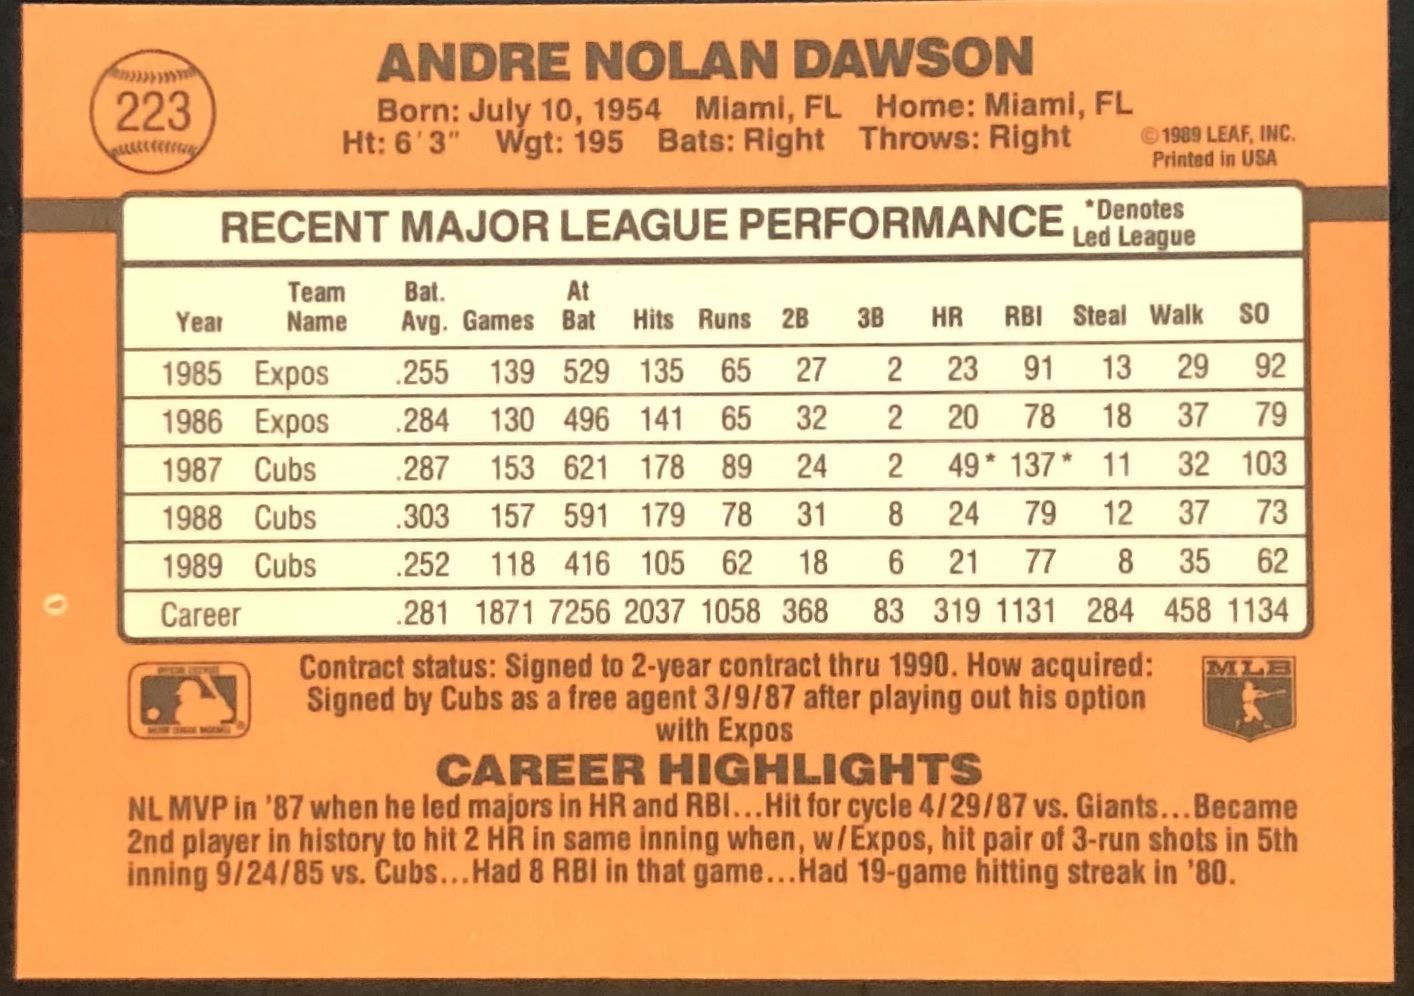 223
ANDRE NOLAN DAWSON
Born: July 10, 1954 Miami, FL Home: Miami, FL
Ht: 6'3" Wgt: 195 Bats: Right Throws: Right
©1989 LEAF, INC.
Printed in USA
RECENT MAJOR LEAGUE PERFORMANCE *Denotes Led League
Year Team Name Bat. Avg. Games At Bat Hits Runs 2B 3B HR RBI Steal Walk SO
1985 Expos .255 139 529 135 65 27 2 23 91 13 29 92
1986 Expos .284 130 496 141 65 32 2 20 78 18 37 79
1987 Cubs .287 153 621 178 89 24 2 49* 137* 11 32 103
1988 Cubs .303 157 591 179 78 31 8 24 79 12 37 73
1989 Cubs .252 118 416 105 62 18 6 21 77 8 35 62
Career .281 1871 7256 2037 1058 368 83 319 1131 284 458 1134
Contract status: Signed to 2-year contract thru 1990. How acquired:
Signed by Cubs as a free agent 3/9/87 after playing out his option
with Expos
MLB
CAREER HIGHLIGHTS
NL MVP in '87 when he led majors in HR and RBI...Hit for cycle 4/29/87 vs. Giants...Became
2nd player in history to hit 2 HR in same inning when, w/Expos, hit pair of 3-run shots in 5th
inning 9/24/85 vs. Cubs...Had 8 RBI in that game...Had 19-game hitting streak in '80.